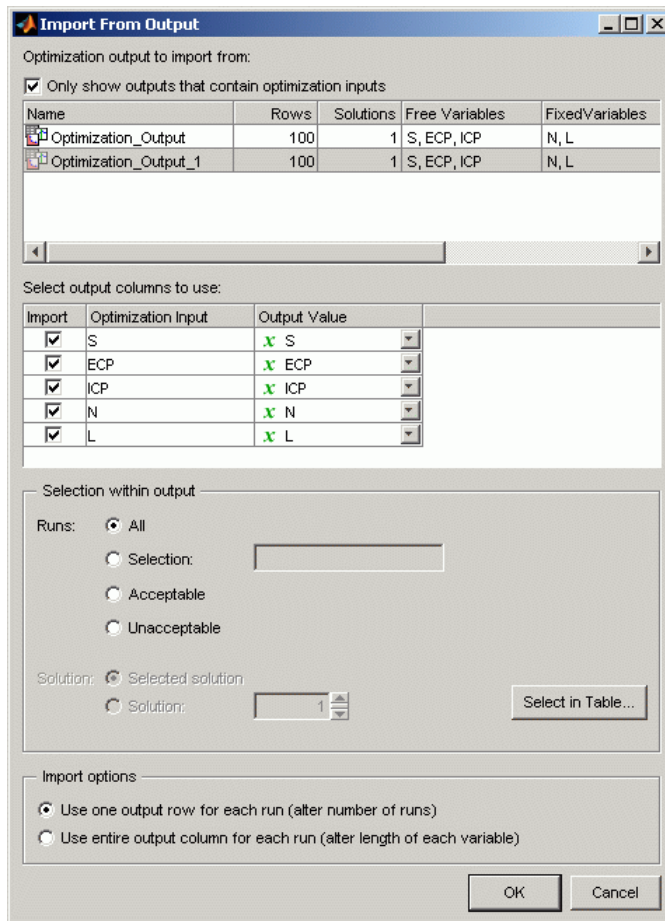 Import From Output
Optimization output to import from:
Only show outputs that contain optimization inputs
Name Rows Solutions Free Variables FixedVariables
Optimization_Output 100 1 S, ECP, ICP N, L
Optimization_Output_1 100 1 S, ECP, ICP N, L
Select output columns to use:
Import Optimization Input Output Value
S x S
ECP x ECP
ICP x ICP
N x N
L x L
Selection within output
Runs: All
Selection:
Acceptable
Unacceptable
Solution: Selected solution
Solution: 1
Select in Table...
Import options
Use one output row for each run (alter number of runs)
Use entire output column for each run (alter length of each variable)
OK Cancel